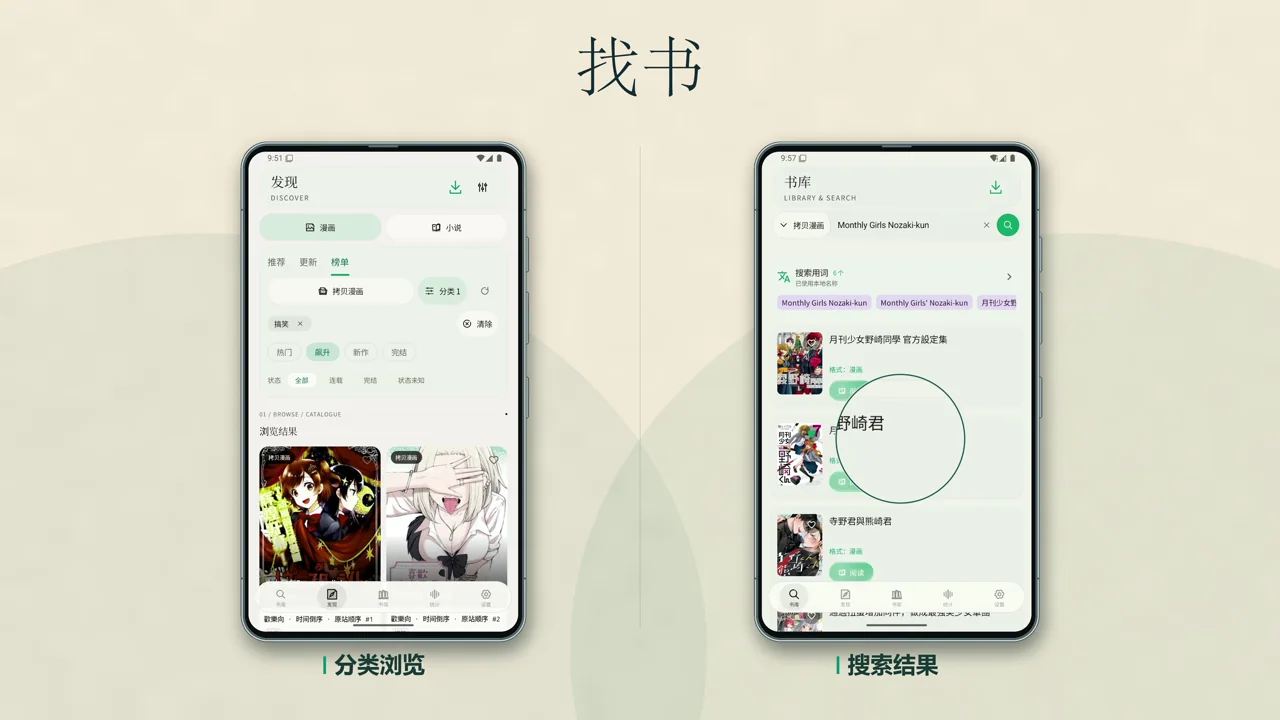 找书
9:51
发现
DISCOVER
漫画
小说
推荐 更新 榜单
拷贝漫画
分类 1
搞笑 ×
清除
热门 飙升 新作 完结
状态 全部 连载 完结 状态未知
01 / BROWSE / CATALOGUE
浏览结果
拷贝漫画
拷贝漫画
书库 发现 书架 统计 设置
歡樂向 · 时间倒序 · 原站顺序 #1
歡樂向 · 时间倒序 · 原站顺序 #2
分类浏览
9:57
书库
LIBRARY & SEARCH
拷贝漫画
Monthly Girls Nozaki-kun
搜索用词 6个
已使用本地名称
Monthly Girls Nozaki-kun
Monthly Girls' Nozaki-kun
月刊少女野
月刊少女野崎同學 官方設定集
格式：漫画
月
野崎君
寺野君與熊崎君
格式：漫画
阅读
书库 发现 书架 统计 设置
搜索结果